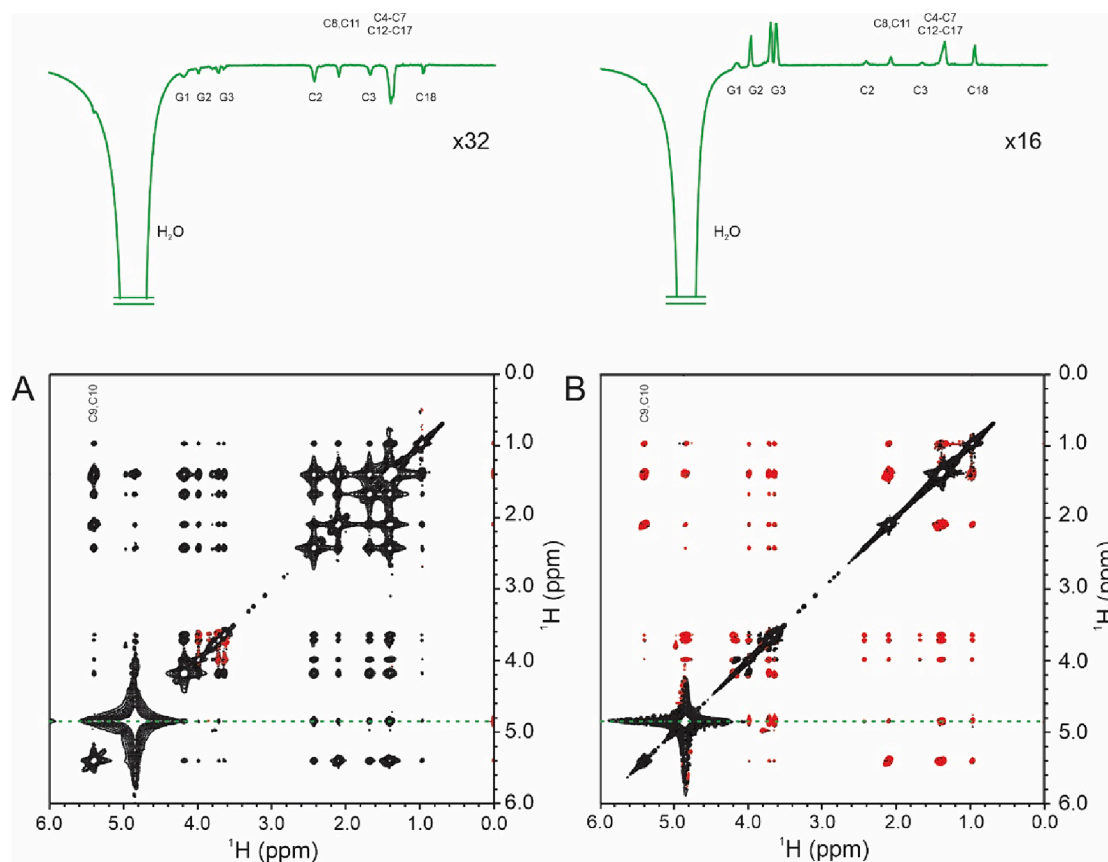 C8,C11
C4-C7
C12-C17
G1
G2
G3
C2
C3
C18
x32
H2O
C8,C11
C4-C7
C12-C17
G1
G2
G3
C2
C3
C18
x16
H2O
A
C9,C10
0.0
1.0
2.0
3.0
4.0
5.0
6.0
1H (ppm)
6.0
5.0
4.0
3.0
2.0
1.0
0.0
1H (ppm)
B
C9,C10
0.0
1.0
2.0
3.0
4.0
5.0
6.0
1H (ppm)
6.0
5.0
4.0
3.0
2.0
1.0
0.0
1H (ppm)